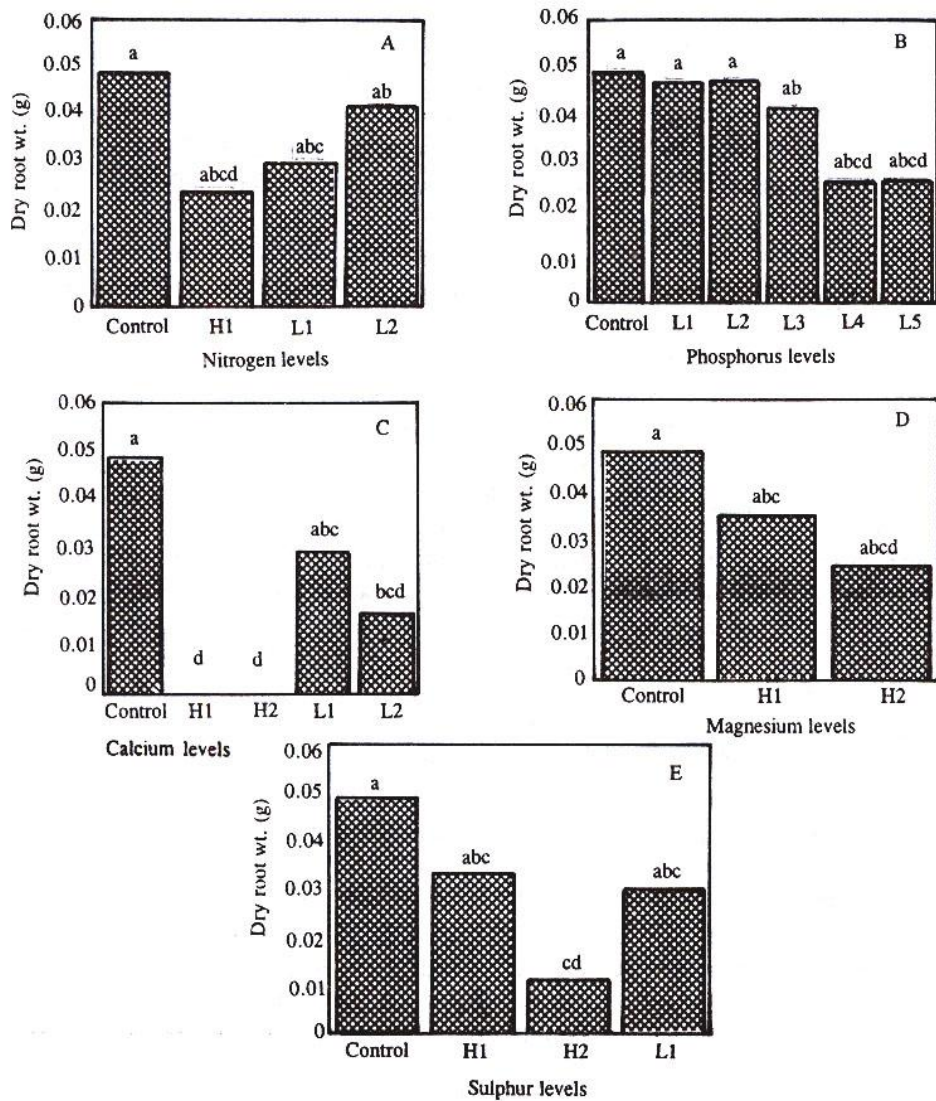 A
Dry root wt. (g)
0.06
0.05
0.04
0.03
0.02
0.01
0
a
abcd
abc
ab
Control H1 L1 L2
Nitrogen levels
B
Dry root wt. (g)
0.06
0.05
0.04
0.03
0.02
0.01
0
a a a ab abcd abcd
Control L1 L2 L3 L4 L5
Phosphorus levels
C
Dry root wt. (g)
0.06
0.05
0.04
0.03
0.02
0.01
0
a
d d
abc
bcd
Control H1 H2 L1 L2
Calcium levels
D
Dry root wt. (g)
0.06
0.05
0.04
0.03
0.02
0.01
0
a
abc
abcd
Control H1 H2
Magnesium levels
E
Dry root wt. (g)
0.06
0.05
0.04
0.03
0.02
0.01
0
a
abc
cd
abc
Control H1 H2 L1
Sulphur levels